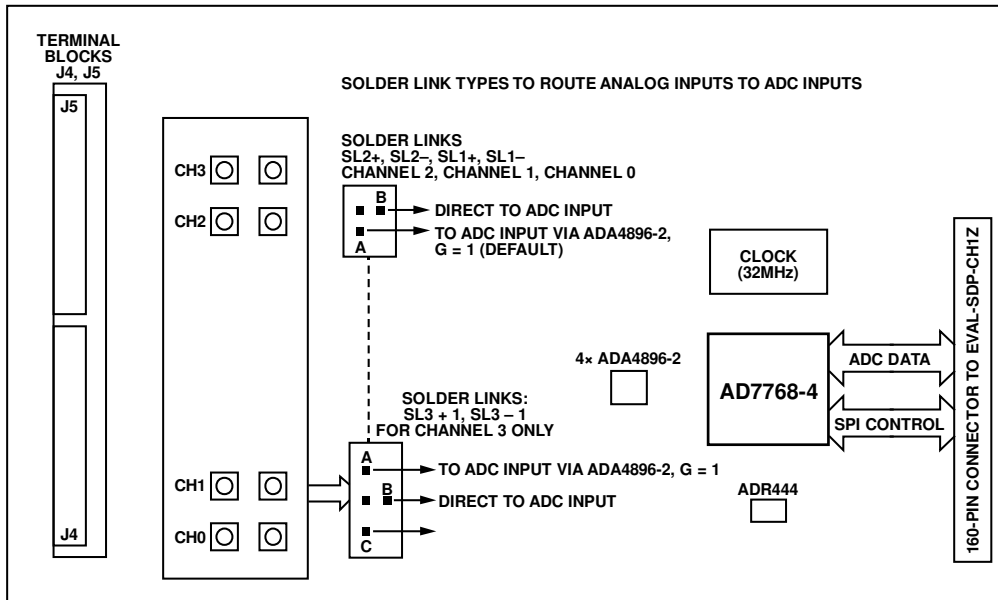 TERMINAL
BLOCKS
J4, J5
J5
J4
SOLDER LINK TYPES TO ROUTE ANALOG INPUTS TO ADC INPUTS
CH3
CH2
CH1
CH0
SOLDER LINKS
SL2+, SL2–, SL1+, SL1–
CHANNEL 2, CHANNEL 1, CHANNEL 0
B
DIRECT TO ADC INPUT
TO ADC INPUT VIA ADA4896-2,
G = 1 (DEFAULT)
A
SOLDER LINKS:
SL3 + 1, SL3 – 1
FOR CHANNEL 3 ONLY
A
TO ADC INPUT VIA ADA4896-2, G = 1
B
DIRECT TO ADC INPUT
C
4× ADA4896-2
CLOCK
(32MHz)
AD7768-4
ADR444
ADC DATA
SPI CONTROL
160-PIN CONNECTOR TO EVAL-SDP-CH1Z